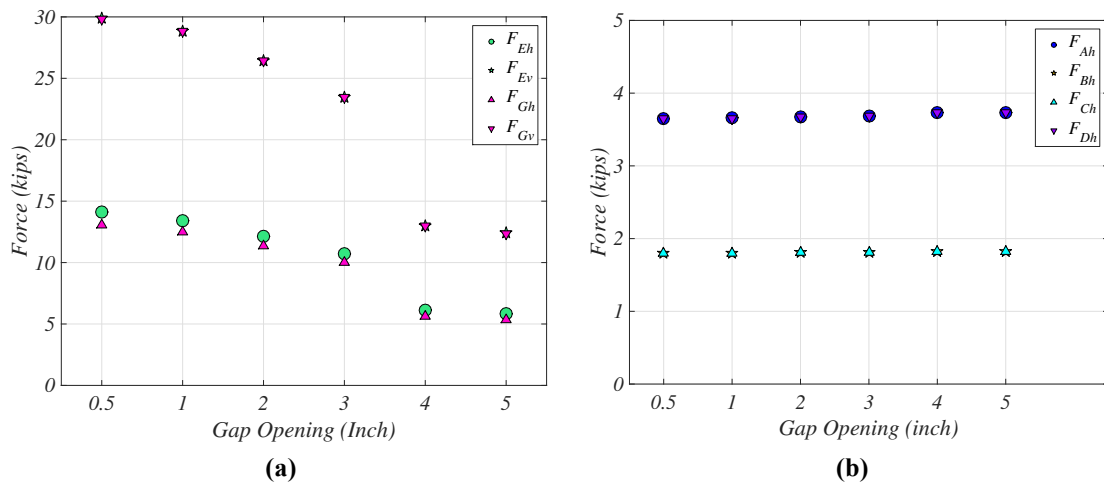 30
25
20
15
10
5
0
Force (kips)
0.5 1 2 3 4 5
Gap Opening (Inch)
F_Eh
F_Ev
F_Gh
F_Gv
(a)
5
4
3
2
1
0
Force (kips)
0.5 1 2 3 4 5
Gap Opening (inch)
F_Ah
F_Bh
F_Ch
F_Dh
(b)